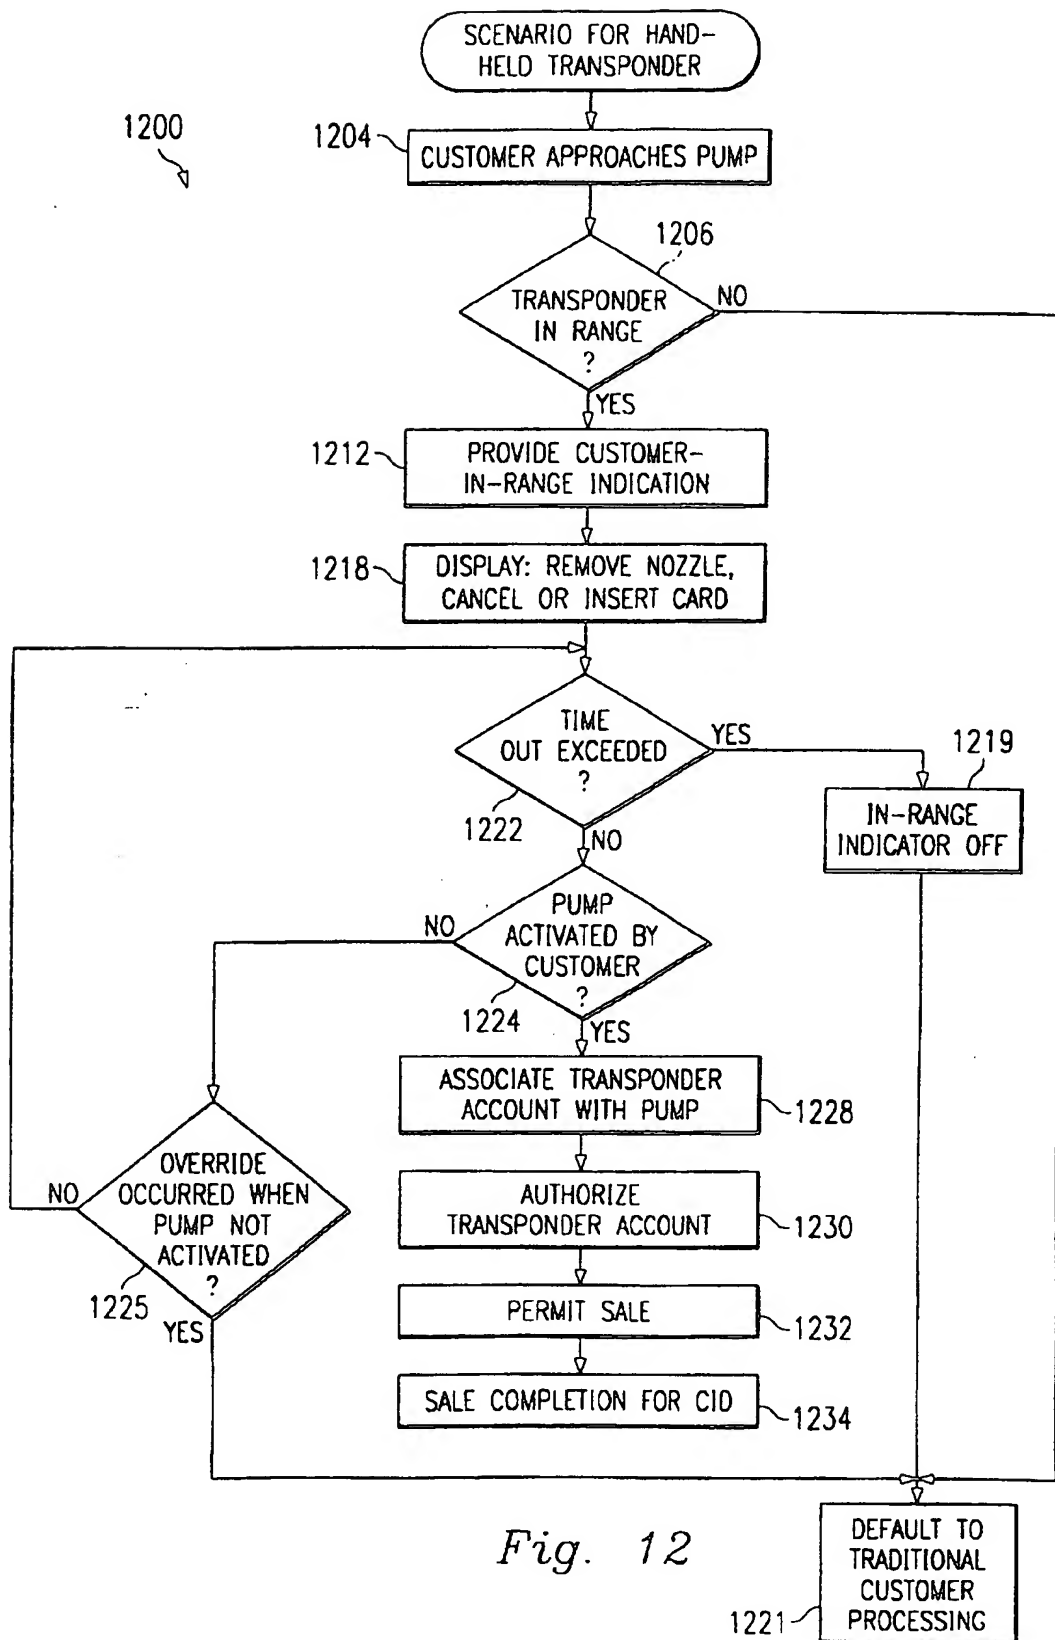 SCENARIO FOR HAND-
HELD TRANSPONDER
1200
1204
CUSTOMER APPROACHES PUMP
1206
TRANSPONDER
IN RANGE
?
NO
YES
1212
PROVIDE CUSTOMER-
IN-RANGE INDICATION
1218
DISPLAY: REMOVE NOZZLE,
CANCEL OR INSERT CARD
TIME
OUT EXCEEDED
?
YES
1222
NO
1219
IN-RANGE
INDICATOR OFF
PUMP
ACTIVATED BY
CUSTOMER
?
NO
1224
YES
ASSOCIATE TRANSPONDER
ACCOUNT WITH PUMP
1228
OVERRIDE
OCCURRED WHEN
PUMP NOT
ACTIVATED
?
NO
1225
YES
AUTHORIZE
TRANSPONDER ACCOUNT
1230
PERMIT SALE
1232
SALE COMPLETION FOR CID
1234
DEFAULT TO
TRADITIONAL
CUSTOMER
PROCESSING
1221
Fig. 12